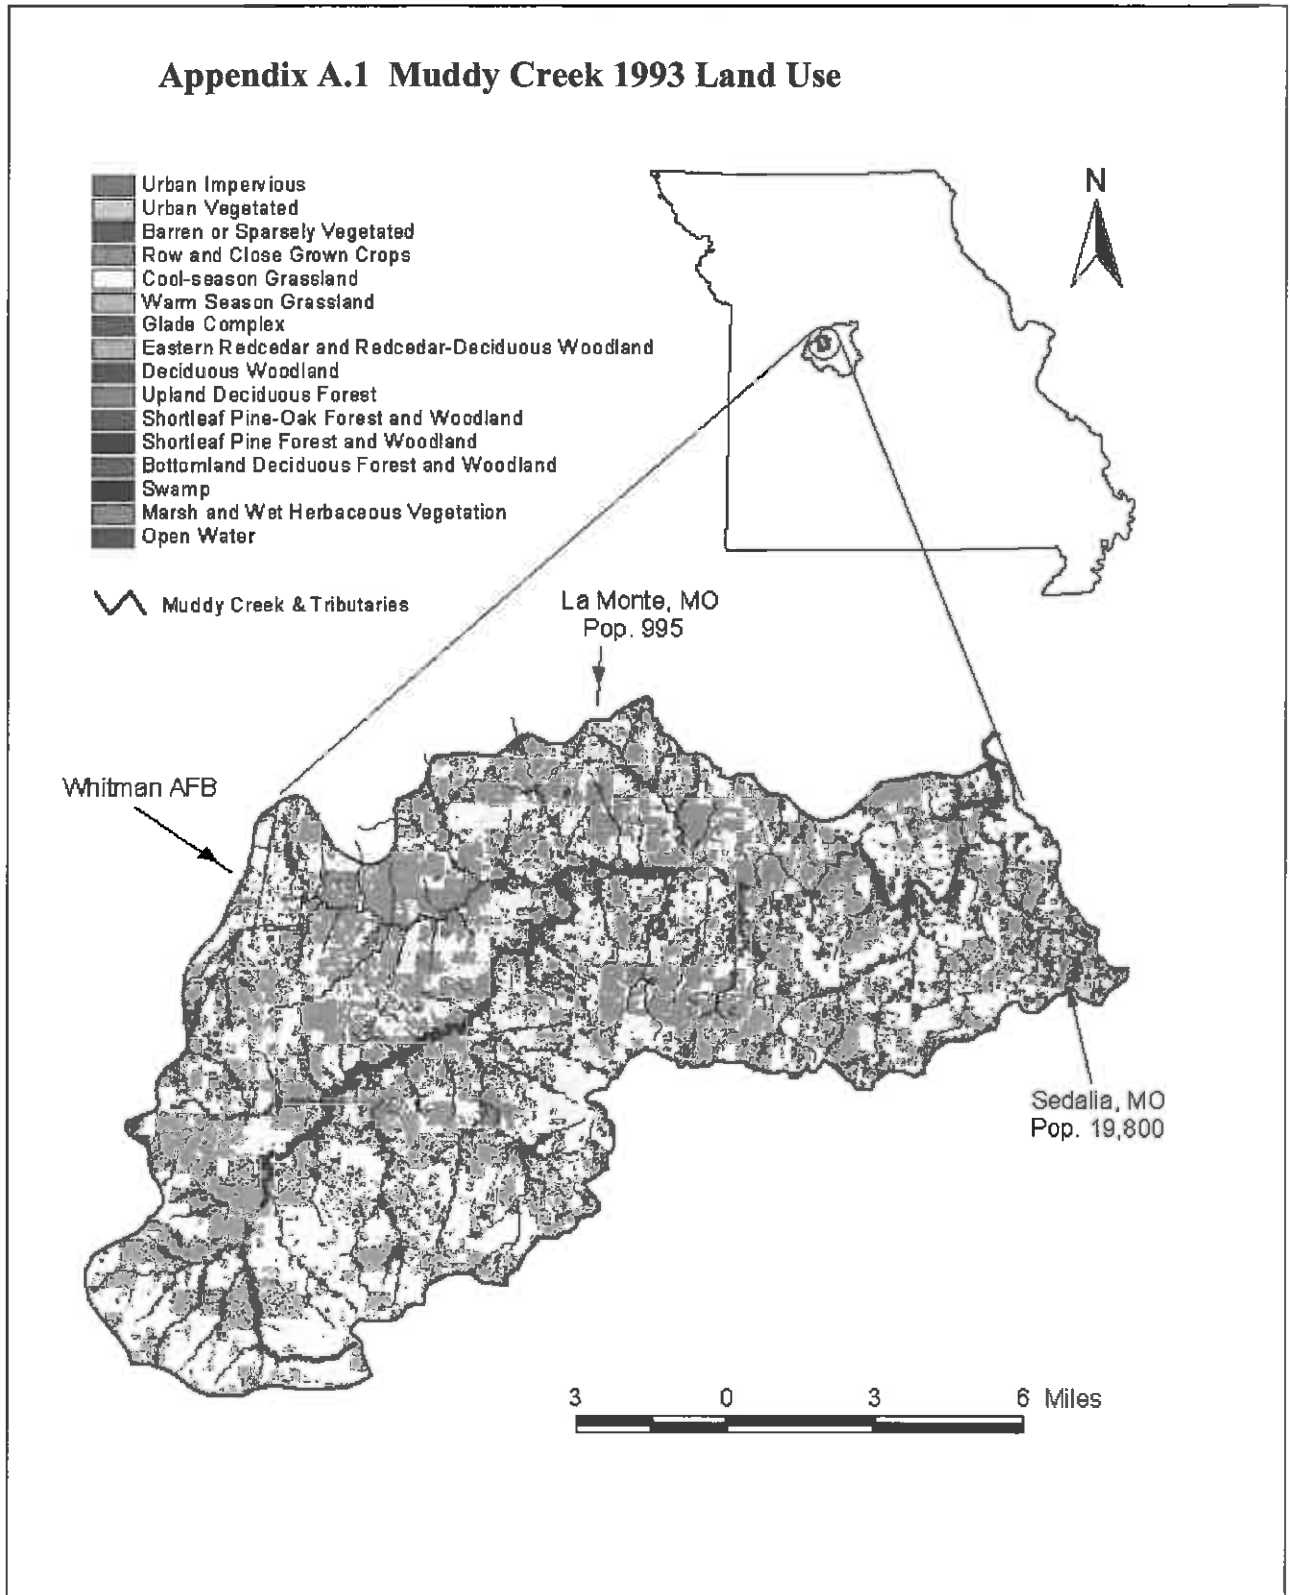 Appendix A.1 Muddy Creek 1993 Land Use
Urban Impervious
Urban Vegetated
Barren or Sparsely Vegetated
Row and Close Grown Crops
Cool-season Grassland
Warm Season Grassland
Glade Complex
Eastern Redcedar and Redcedar-Deciduous Woodland
Deciduous Woodland
Upland Deciduous Forest
Shortleaf Pine-Oak Forest and Woodland
Shortleaf Pine Forest and Woodland
Bottomland Deciduous Forest and Woodland
Swamp
Marsh and Wet Herbaceous Vegetation
Open Water
Muddy Creek & Tributaries
N
La Monte, MO
Pop. 995
Whitman AFB
Sedalia, MO
Pop. 19,800
3 0 3 6 Miles